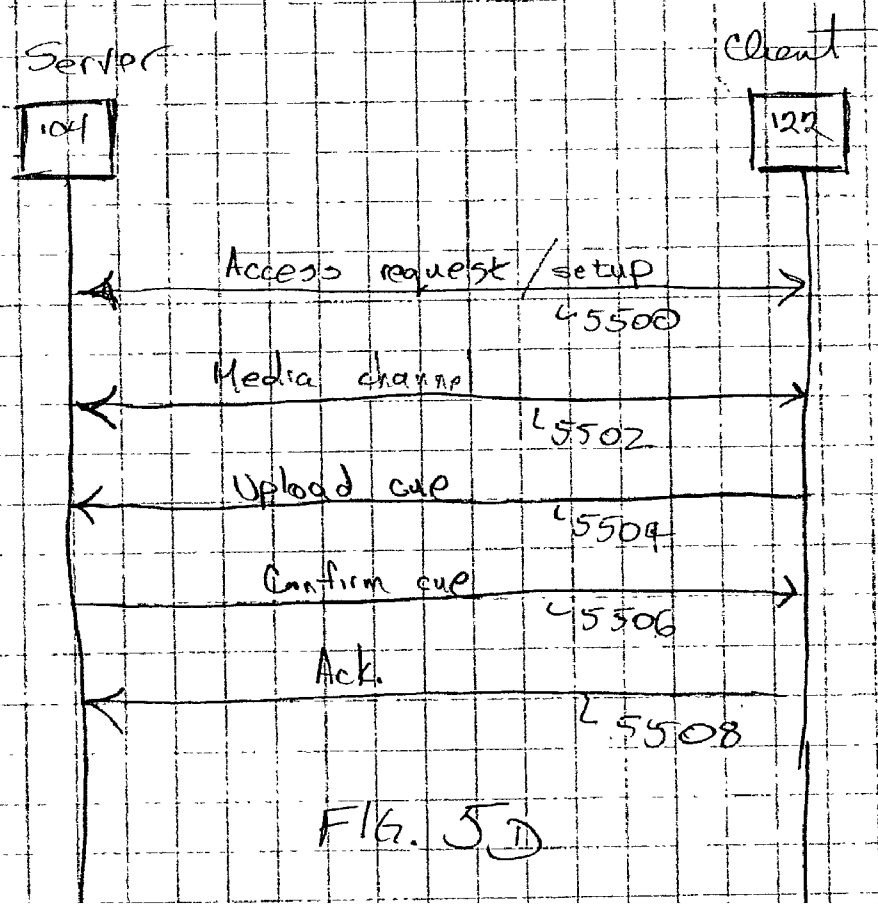 Server
Client
104
122
Access request/setup
5500
Media channel
5502
Upload cue
5504
Confirm cue
5506
Ack.
5508
FIG. 5D